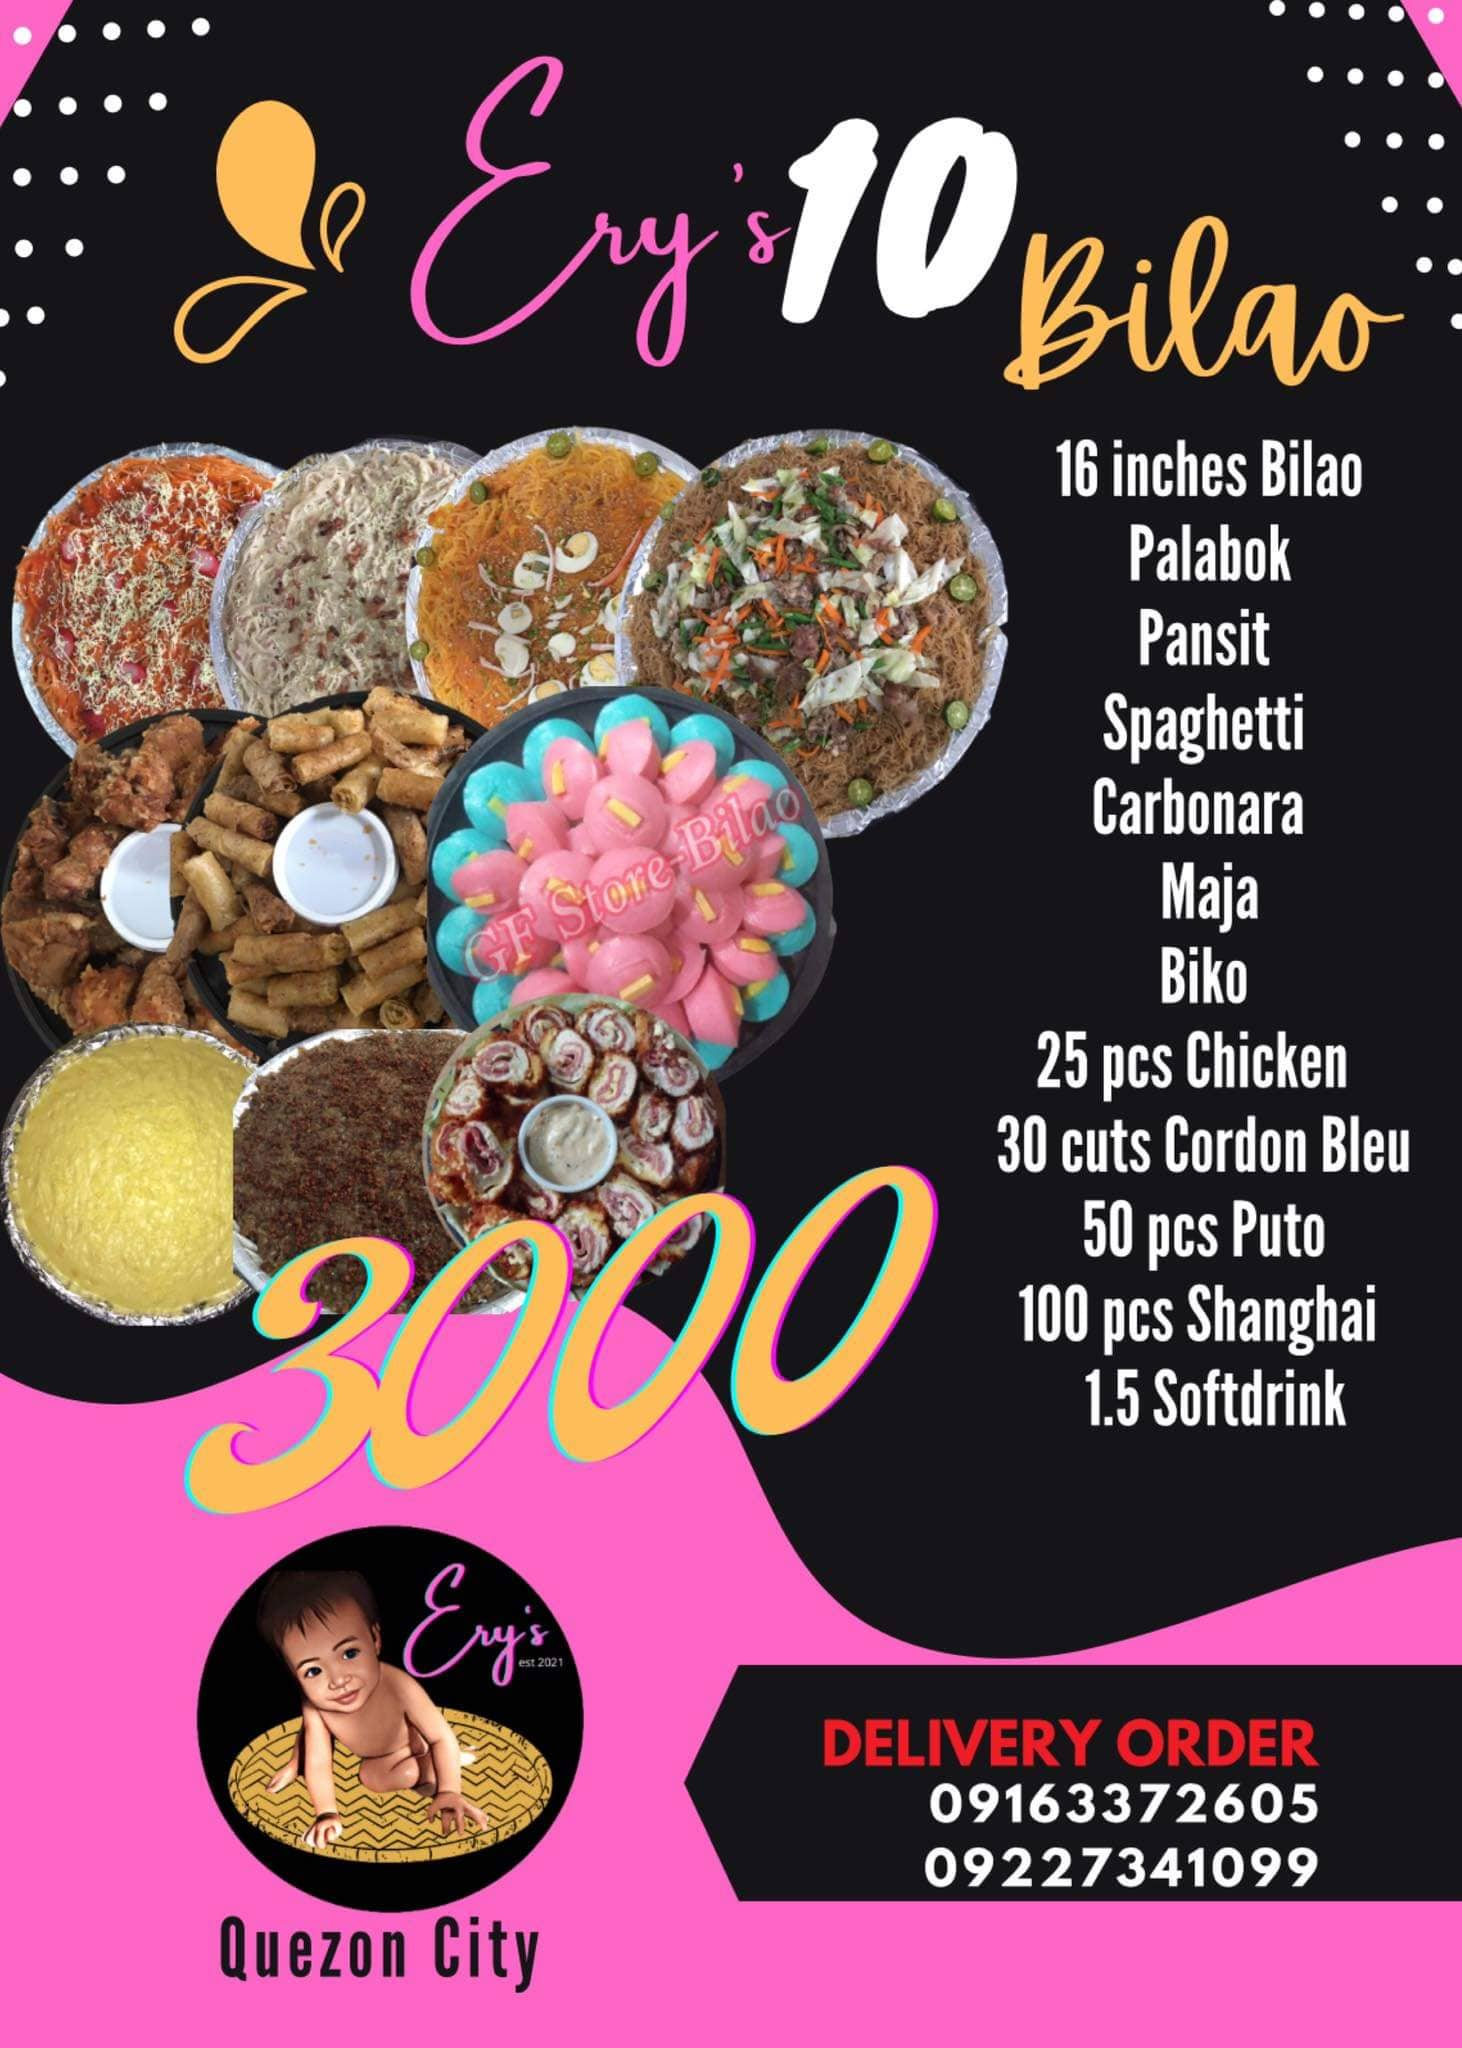 Ery's 10 Bilao
16 inches Bilao
Palabok
Pansit
Spaghetti
Carbonara
Maja
Biko
25 pcs Chicken
30 cuts Cordon Bleu
50 pcs Puto
100 pcs Shanghai
1.5 Softdrink
GF Store-Bilao
3000
Ery's
est 2021
Quezon City
DELIVERY ORDER
09163372605
09227341099